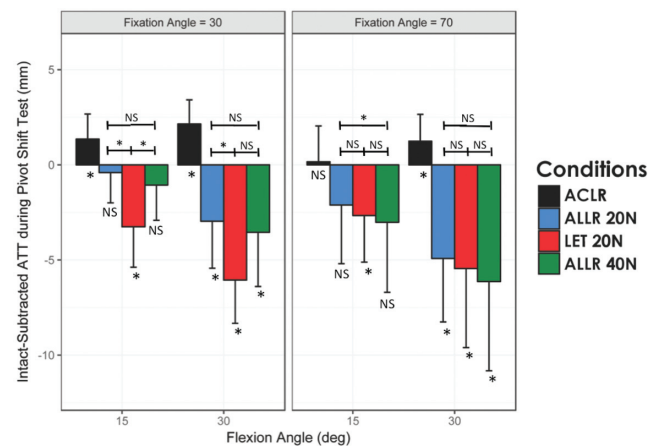 Fixation Angle = 30
Fixation Angle = 70
Intact-Subtracted ATT during Pivot Shift Test (mm)
5
0
-5
-10
NS
* *
NS
* NS
*
NS NS
NS
NS NS
*
NS
*
NS
*
*
*
*
NS
NS
*
NS
*
*
*
*
15
30
15
30
Flexion Angle (deg)
Conditions
ACLR
ALLR 20N
LET 20N
ALLR 40N